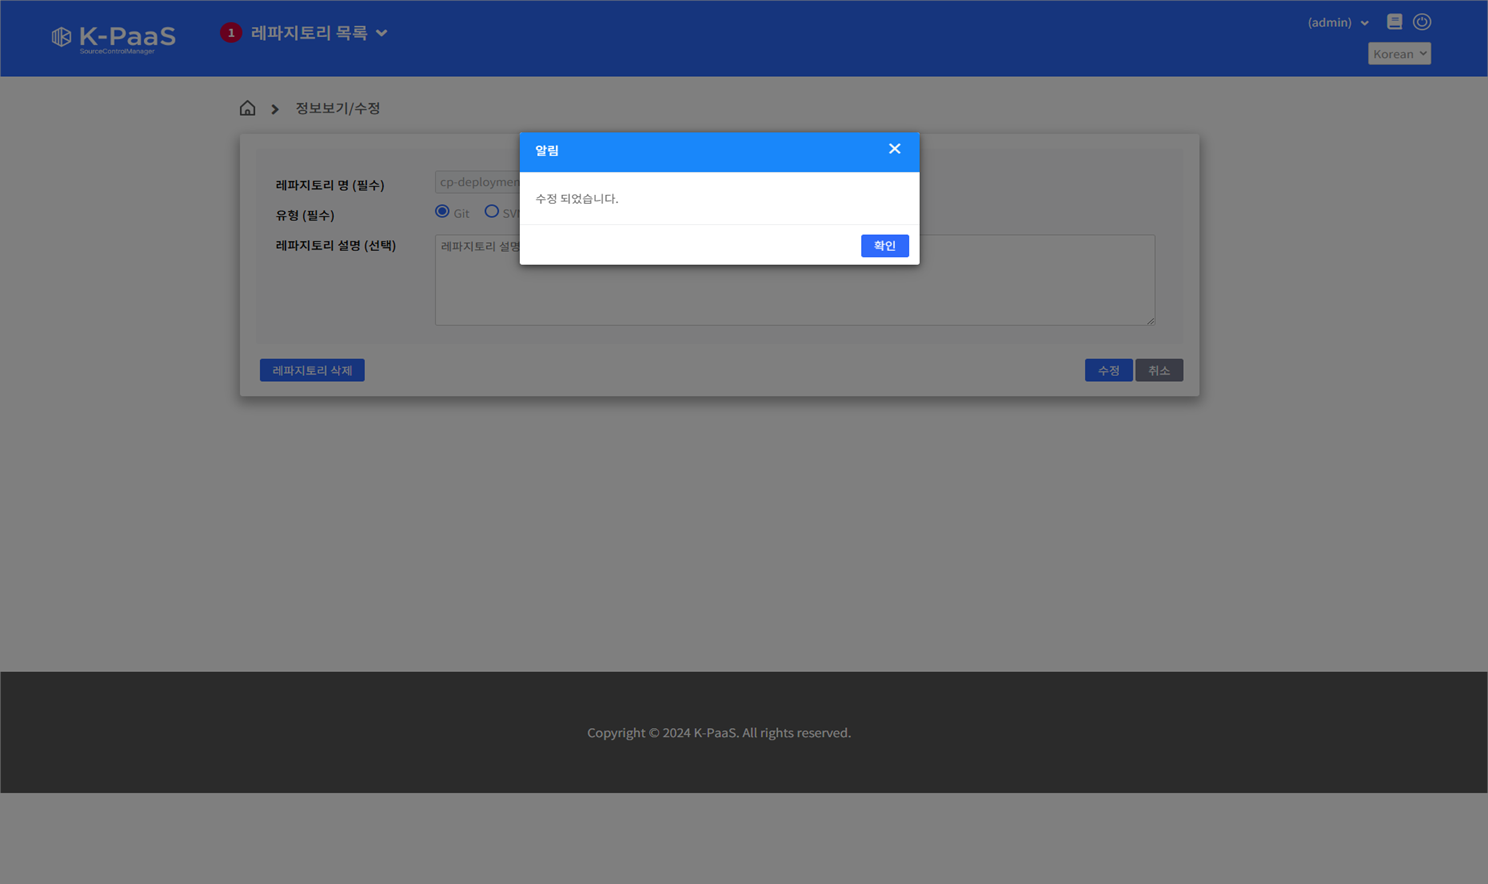 K-PaaS
SourceControlManager
1 레파지토리 목록
(admin)
Korean
정보보기/수정
알림
수정 되었습니다.
확인
레파지토리 명 (필수)
cp-deploymen
유형 (필수)
Git
레파지토리 설명 (선택)
레파지토리 설명
레파지토리 삭제
수정
취소
Copyright © 2024 K-PaaS. All rights reserved.